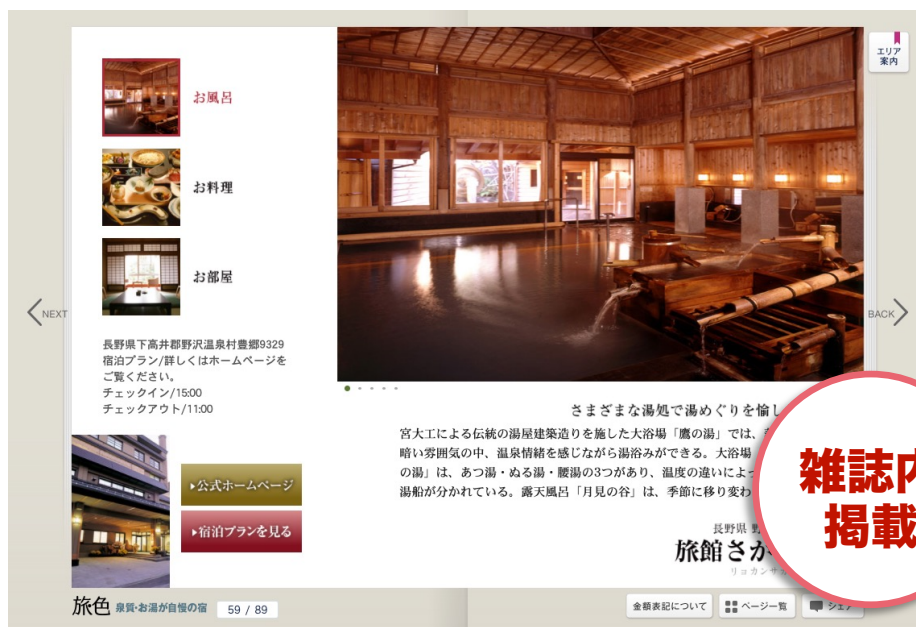 お風呂
お料理
お部屋
長野県下高井郡野沢温泉村豊郷9329
宿泊プラン/詳しくはホームページを
ご覧ください。
チェックイン/15:00
チェックアウト/11:00
▸公式ホームページ
▸宿泊プランを見る
エリア
案内
NEXT
BACK
さまざまな湯処で湯めぐりを愉し
宮大工による伝統の湯屋建築造りを施した大浴場「鷹の湯」では、
暗い雰囲気の中、温泉情緒を感じながら湯浴みができる。大浴場
の湯」は、あつ湯・ぬる湯・腰湯の3つがあり、温度の違いによっ
湯船が分かれている。露天風呂「月見の谷」は、季節に移り変わ
長野県
旅館さか
リョカンサ
雑誌内
掲載
旅色 泉質・お湯が自慢の宿 59 / 89
金額表記について
ページ一覧
シェア